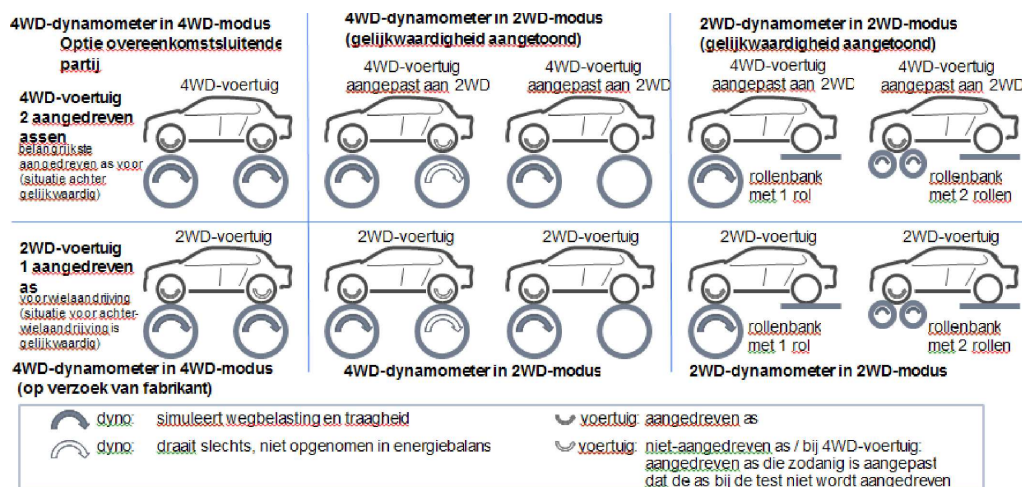 4WD-dynamometer in 4WD-modus
Optie overeenkomstsluitende
partij
4WD-dynamometer in 2WD-modus
(gelijkwaardigheid aangetoond)
2WD-dynamometer in 2WD-modus
(gelijkwaardigheid aangetoond)
4WD-voertuig
2 aangedreven
assen
belangrijkste
aangedreven as voor
(situatie achter
gelijkwaardig)
4WD-voertuig
4WD-voertuig
aangepast aan 2WD
4WD-voertuig
aangepast aan 2WD
4WD-voertuig
aangepast aan 2WD
rollenbank
met 1 rol
4WD-voertuig
aangepast aan 2WD
rollenbank
met 2 rollen
2WD-voertuig
1 aangedreven
as
voorwielaandrijving
(situatie voor achter-
wielaandrijving is
gelijkwaardig)
2WD-voertuig
2WD-voertuig
2WD-voertuig
2WD-voertuig
rollenbank
met 1 rol
2WD-voertuig
rollenbank
met 2 rollen
4WD-dynamometer in 4WD-modus
(op verzoek van fabrikant)
4WD-dynamometer in 2WD-modus
2WD-dynamometer in 2WD-modus
dyno: simuleert wegbelasting en traagheid
dyno: draait slechts, niet opgenomen in energiebalans
voertuig: aangedreven as
voertuig: niet-aangedreven as / bij 4WD-voertuig:
aangedreven as die zodanig is aangepast
dat de as bij de test niet wordt aangedreven